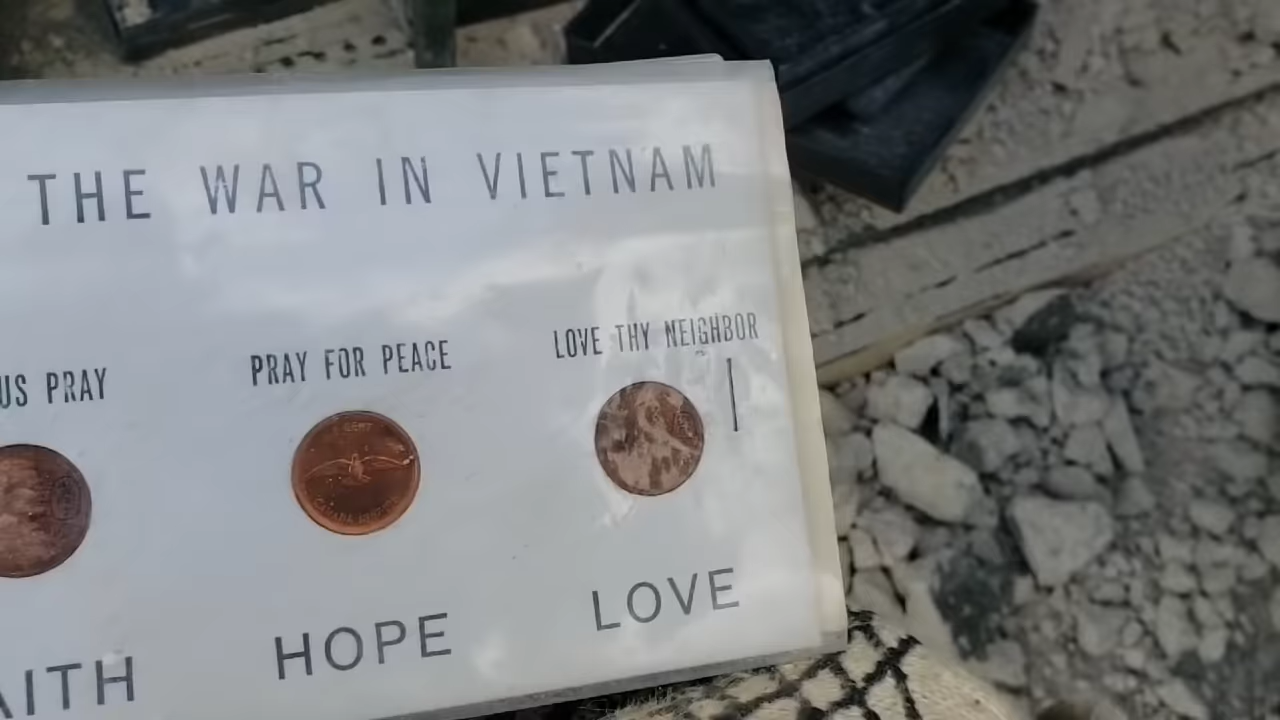 THE WAR IN VIETNAM
US PRAY
PRAY FOR PEACE
LOVE THY NEIGHBOR
AITH
HOPE
LOVE